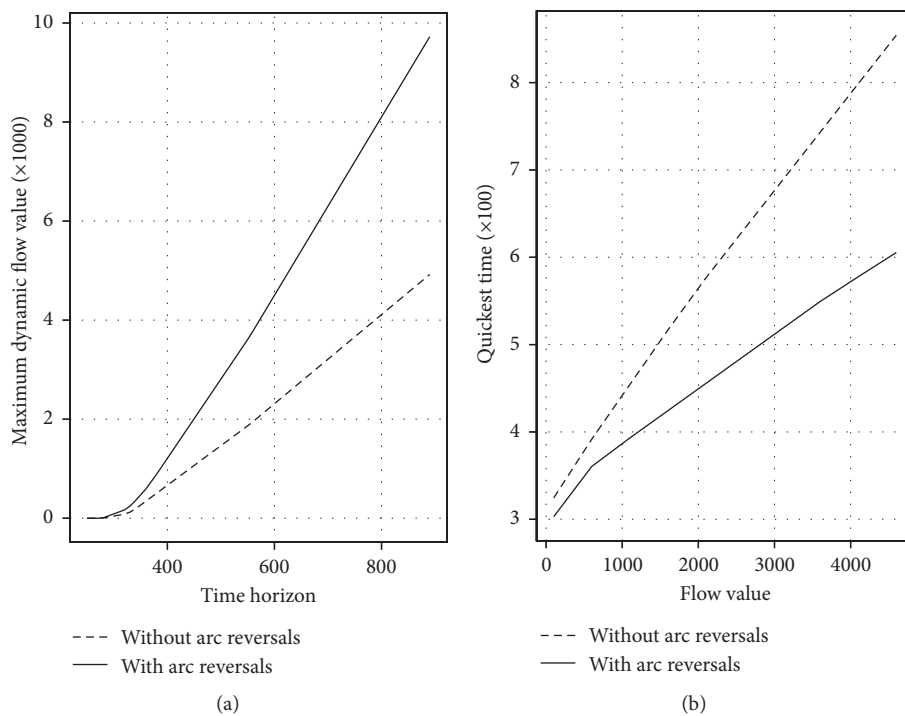 10
8
6
4
2
0
Maximum dynamic flow value (×1000)
400
600
800
Time horizon
Without arc reversals
With arc reversals
(a)
8
7
6
5
4
3
Quickest time (×100)
0
1000
2000
3000
4000
Flow value
Without arc reversals
With arc reversals
(b)